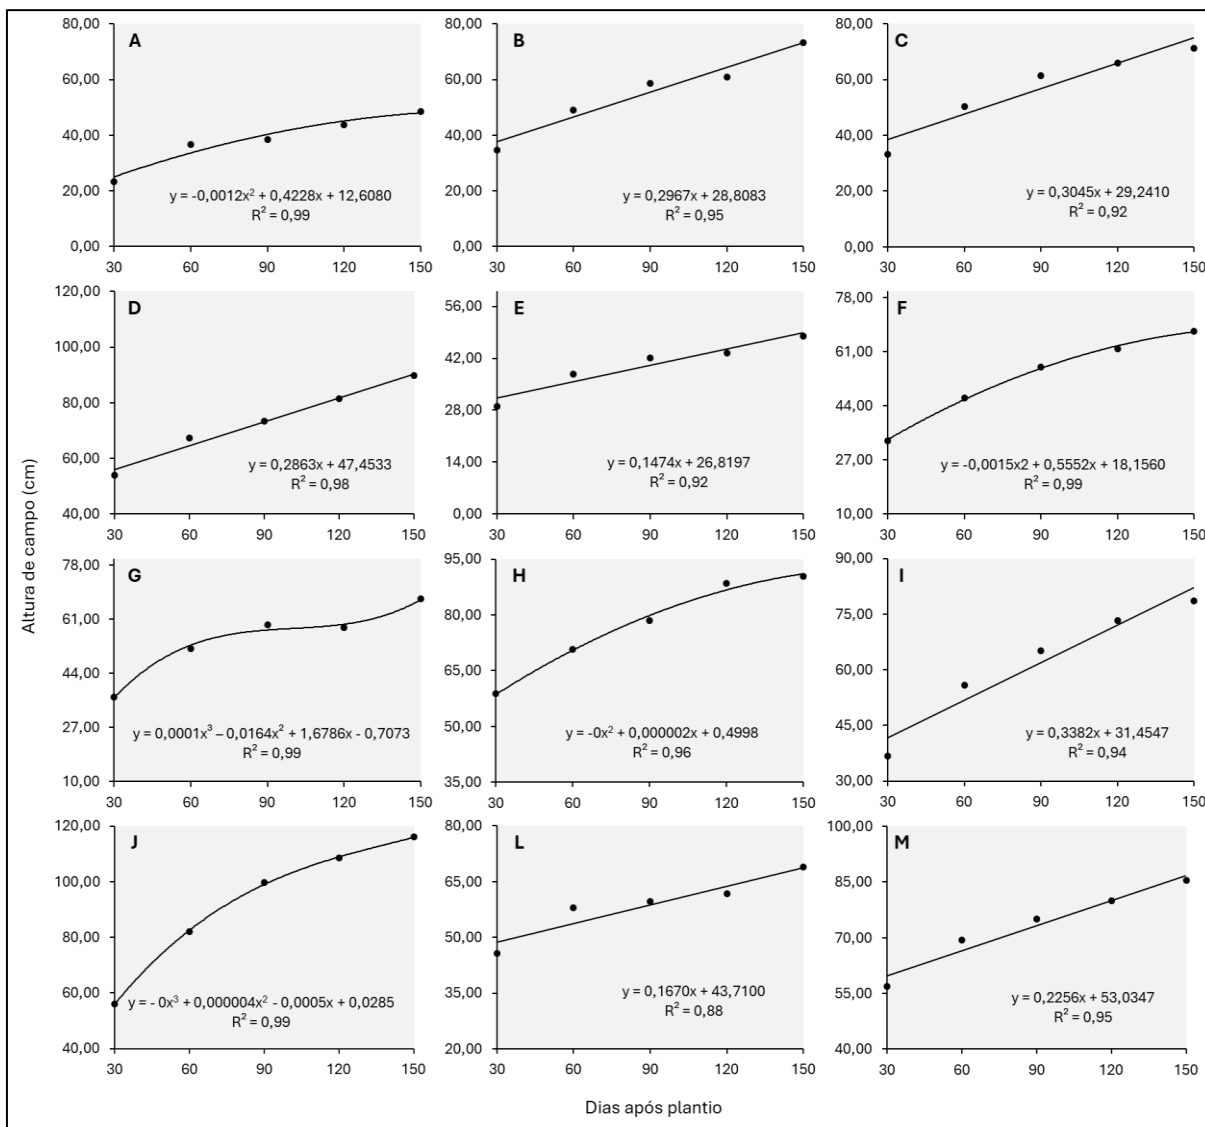 Altura de campo (cm)
A
80,00
60,00
40,00
20,00
0,00
30 60 90 120 150
y = -0,0012x² + 0,4228x + 12,6080
R² = 0,99
B
80,00
60,00
40,00
20,00
0,00
30 60 90 120 150
y = 0,2967x + 28,8083
R² = 0,95
C
80,00
60,00
40,00
20,00
0,00
30 60 90 120 150
y = 0,3045x + 29,2410
R² = 0,92
D
120,00
100,00
80,00
60,00
40,00
30 60 90 120 150
y = 0,2863x + 47,4533
R² = 0,98
E
56,00
42,00
28,00
14,00
0,00
30 60 90 120 150
y = 0,1474x + 26,8197
R² = 0,92
F
78,00
61,00
44,00
27,00
10,00
30 60 90 120 150
y = -0,0015x2 + 0,5552x + 18,1560
R² = 0,99
G
78,00
61,00
44,00
27,00
10,00
30 60 90 120 150
y = 0,0001x³ – 0,0164x² + 1,6786x - 0,7073
R² = 0,99
H
95,00
80,00
65,00
50,00
35,00
30 60 90 120 150
y = -0x² + 0,000002x + 0,4998
R² = 0,96
I
90,00
75,00
60,00
45,00
30,00
30 60 90 120 150
y = 0,3382x + 31,4547
R² = 0,94
J
120,00
100,00
80,00
60,00
40,00
30 60 90 120 150
y = - 0x³ + 0,000004x² - 0,0005x + 0,0285
R² = 0,99
L
80,00
65,00
50,00
35,00
20,00
30 60 90 120 150
y = 0,1670x + 43,7100
R² = 0,88
M
100,00
85,00
70,00
55,00
40,00
30 60 90 120 150
y = 0,2256x + 53,0347
R² = 0,95
Dias após plantio